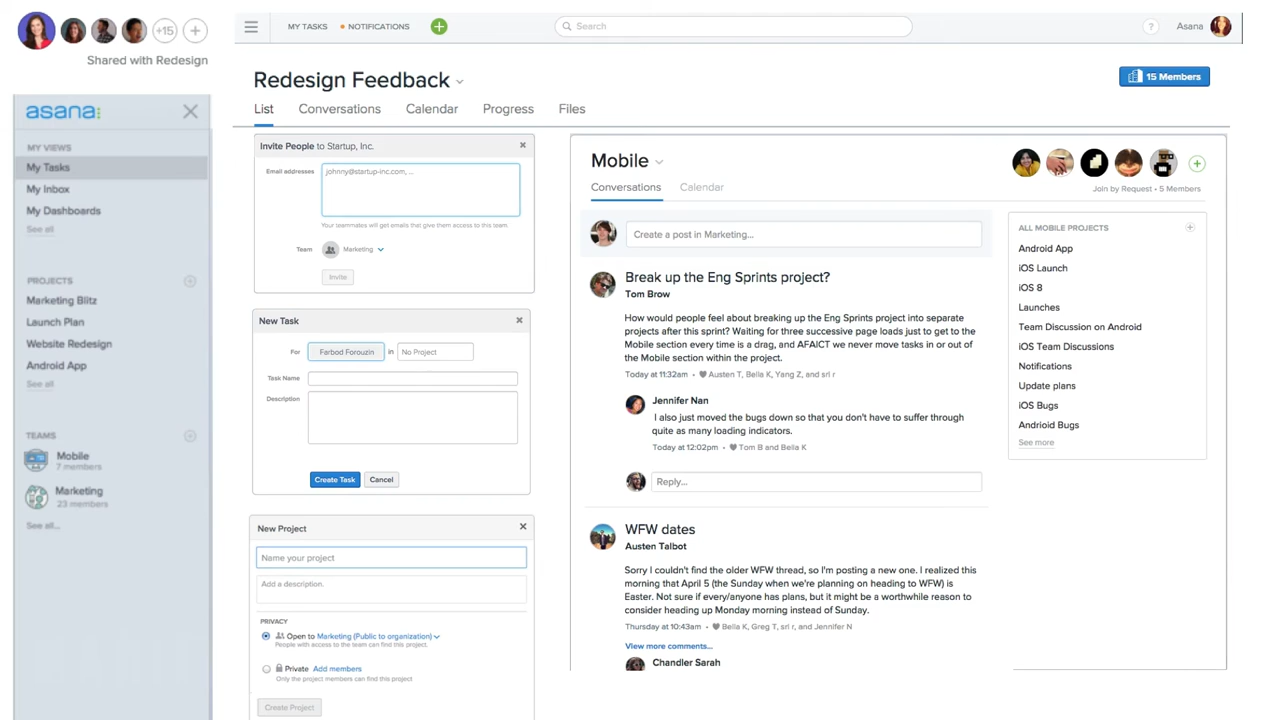 +15
+
Shared with Redesign
asana:
MY VIEWS
My Tasks
My Inbox
My Dashboards
See all
PROJECTS
Marketing Blitz
Launch Plan
Website Redesign
Android App
See all
TEAMS
Mobile
7 members
Marketing
23 members
See all...
MY TASKS
NOTIFICATIONS
Search
?
Asana
Redesign Feedback
15 Members
List
Conversations
Calendar
Progress
Files
Invite People to Startup, Inc.
Email addresses
johnny@startup-inc.com, ...
Your teammates will get emails that give them access to this team.
Team
Marketing
Invite
New Task
For
Farbod Forouzin
in
No Project
Task Name
Description
Create Task
Cancel
New Project
Name your project
Add a description.
PRIVACY
Open to Marketing (Public to organization)
People with access to the team can find this project.
Private Add members
Only the project members can find this project
Create Project
Mobile
Conversations
Calendar
Join by Request • 5 Members
Create a post in Marketing...
Break up the Eng Sprints project?
Tom Brow
How would people feel about breaking up the Eng Sprints project into separate
projects after this sprint? Waiting for three successive page loads just to get to the
Mobile section every time is a drag, and AFAICT we never move tasks in or out
of the Mobile section within the project.
Today at 11:32am • Austen T, Bella K, Yang Z, and sri r
Jennifer Nan
I also just moved the bugs down so that you don't have to suffer through
quite as many loading indicators.
Today at 12:02pm • Tom B and Bella K
Reply...
WFW dates
Austen Talbot
Sorry I couldn't find the older WFW thread, so I'm posting a new one. I realized this
morning that April 5 (the Sunday when we're planning on heading to WFW) is
Easter. Not sure if every/anyone has plans, but it might be a worthwhile reason to
consider heading up Monday morning instead of Sunday.
Thursday at 10:43am • Bella K, Greg T, sri r, and Jennifer N
View more comments...
Chandler Sarah
ALL MOBILE PROJECTS
Android App
iOS Launch
iOS 8
Launches
Team Discussion on Android
iOS Team Discussions
Notifications
Update plans
iOS Bugs
Andrioid Bugs
See more